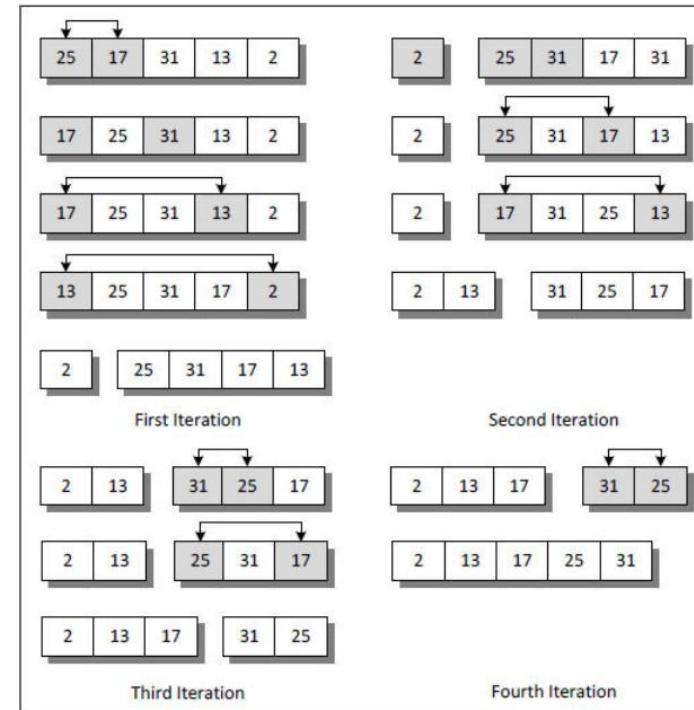 25 17 31 13 2
17 25 31 13 2
17 25 31 13 2
13 25 31 17 2
2 25 31 17 13
First Iteration
2 25 31 17 31
2 25 31 17 13
2 17 31 25 13
2 13 31 25 17
Second Iteration
2 13 31 25 17
2 13 25 31 17
2 13 17 31 25
Third Iteration
2 13 17 31 25
2 13 17 25 31
Fourth Iteration